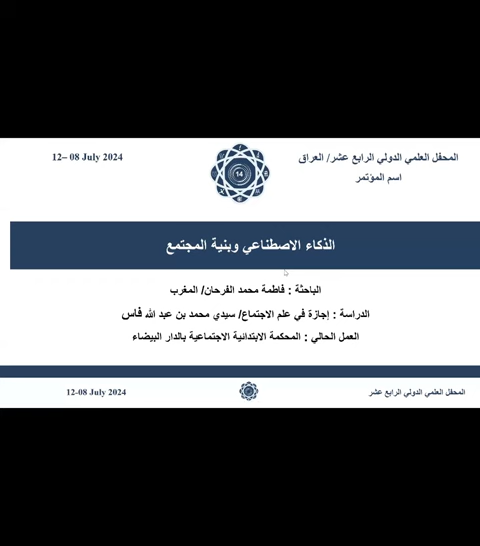 المحفل العلمي الدولي الرابع عشر/ العراق
اسم المؤتمر
14
12– 08 July 2024
الذكاء الاصطناعي وبنية المجتمع
الباحثة : فاطمة محمد الفرحان/ المغرب
الدراسة : إجازة في علم الاجتماع/ سيدي محمد بن عبد الله فاس
العمل الحالي : المحكمة الابتدائية الاجتماعية بالدار البيضاء
المحفل العلمي الدولي الرابع عشر
12-08 July 2024